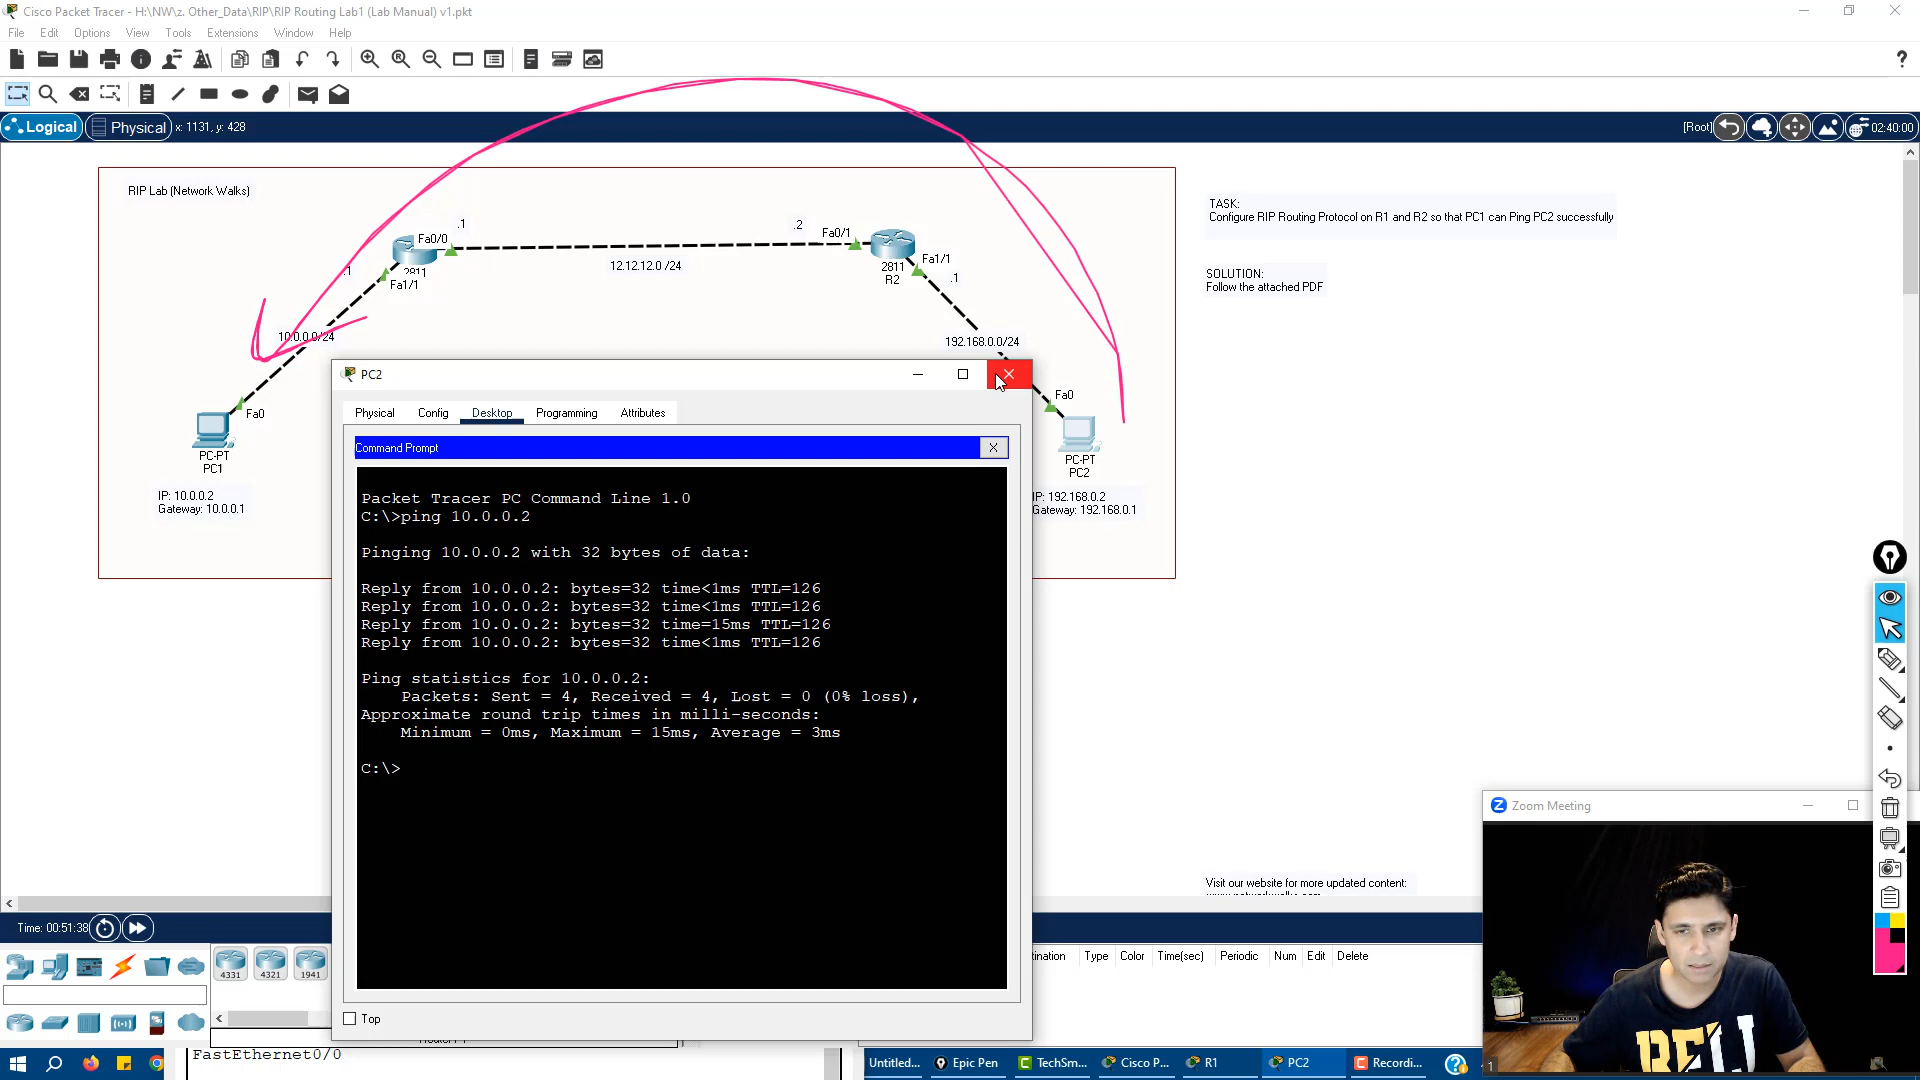 Cisco Packet Tracer - H:\NW\z. Other_Data\RIP\RIP Routing Lab1 (Lab Manual) v1.pkt
File Edit Options View Tools Extensions Window Help
Logical Physical x: 1131, y: 428 [Root] 02:40:00
RIP Lab (Network Walks)
TASK:
Configure RIP Routing Protocol on R1 and R2 so that PC1 can Ping PC2 successfully
SOLUTION:
Follow the attached PDF
.1
Fa0/0
.2
Fa0/1
12.12.12.0 /24
2811
Fa1/1
.1
2811
R2
Fa1/1
.1
10.0.0.0/24
192.168.0.0/24
Fa0
PC-PT
PC1
IP: 10.0.0.2
Gateway: 10.0.0.1
Fa0
PC-PT
PC2
IP: 192.168.0.2
Gateway: 192.168.0.1
PC2
Physical Config Desktop Programming Attributes
Command Prompt X
Packet Tracer PC Command Line 1.0
C:\>ping 10.0.0.2
Pinging 10.0.0.2 with 32 bytes of data:
Reply from 10.0.0.2: bytes=32 time<1ms TTL=126
Reply from 10.0.0.2: bytes=32 time<1ms TTL=126
Reply from 10.0.0.2: bytes=32 time=15ms TTL=126
Reply from 10.0.0.2: bytes=32 time<1ms TTL=126
Ping statistics for 10.0.0.2:
Packets: Sent = 4, Received = 4, Lost = 0 (0% loss),
Approximate round trip times in milli-seconds:
Minimum = 0ms, Maximum = 15ms, Average = 3ms
C:\>
Top
Zoom Meeting
Visit our website for more updated content:
Time: 00:51:38
4331 4321 1941
tination Type Color Time(sec) Periodic Num Edit Delete
FastEthernet0/0
Untitled... Epic Pen TechSm... Cisco P... R1 PC2 Recordi...
1